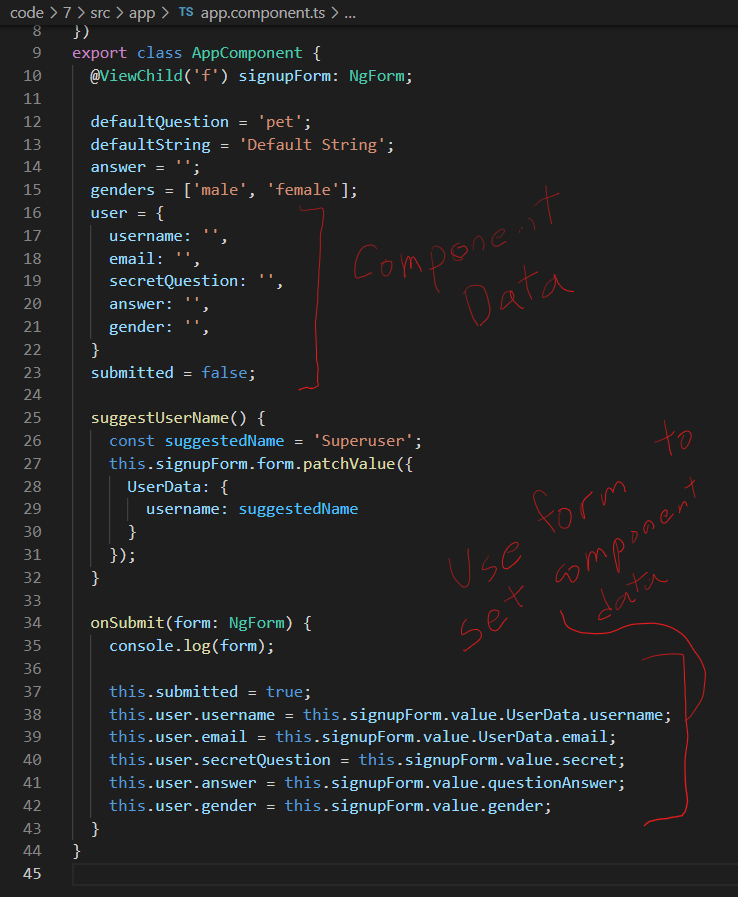 code > 7 > src > app > TS app.component.ts > ...
8 })
9 export class AppComponent {
10 @ViewChild('f') signupForm: NgForm;
11
12 defaultQuestion = 'pet';
13 defaultString = 'Default String';
14 answer = '';
15 genders = ['male', 'female'];
16 user = {
17 username: '',
18 email: '',
19 secretQuestion: '',
20 answer: '',
21 gender: '',
22 }
23 submitted = false;
24
Component
Data
25 suggestUserName() {
26 const suggestedName = 'Superuser';
27 this.signupForm.form.patchValue({
28 UserData: {
29 username: suggestedName
30 }
31 });
32 }
33
Use form to
set component
data
34 onSubmit(form: NgForm) {
35 console.log(form);
36
37 this.submitted = true;
38 this.user.username = this.signupForm.value.UserData.username;
39 this.user.email = this.signupForm.value.UserData.email;
40 this.user.secretQuestion = this.signupForm.value.secret;
41 this.user.answer = this.signupForm.value.questionAnswer;
42 this.user.gender = this.signupForm.value.gender;
43 }
44 }
45